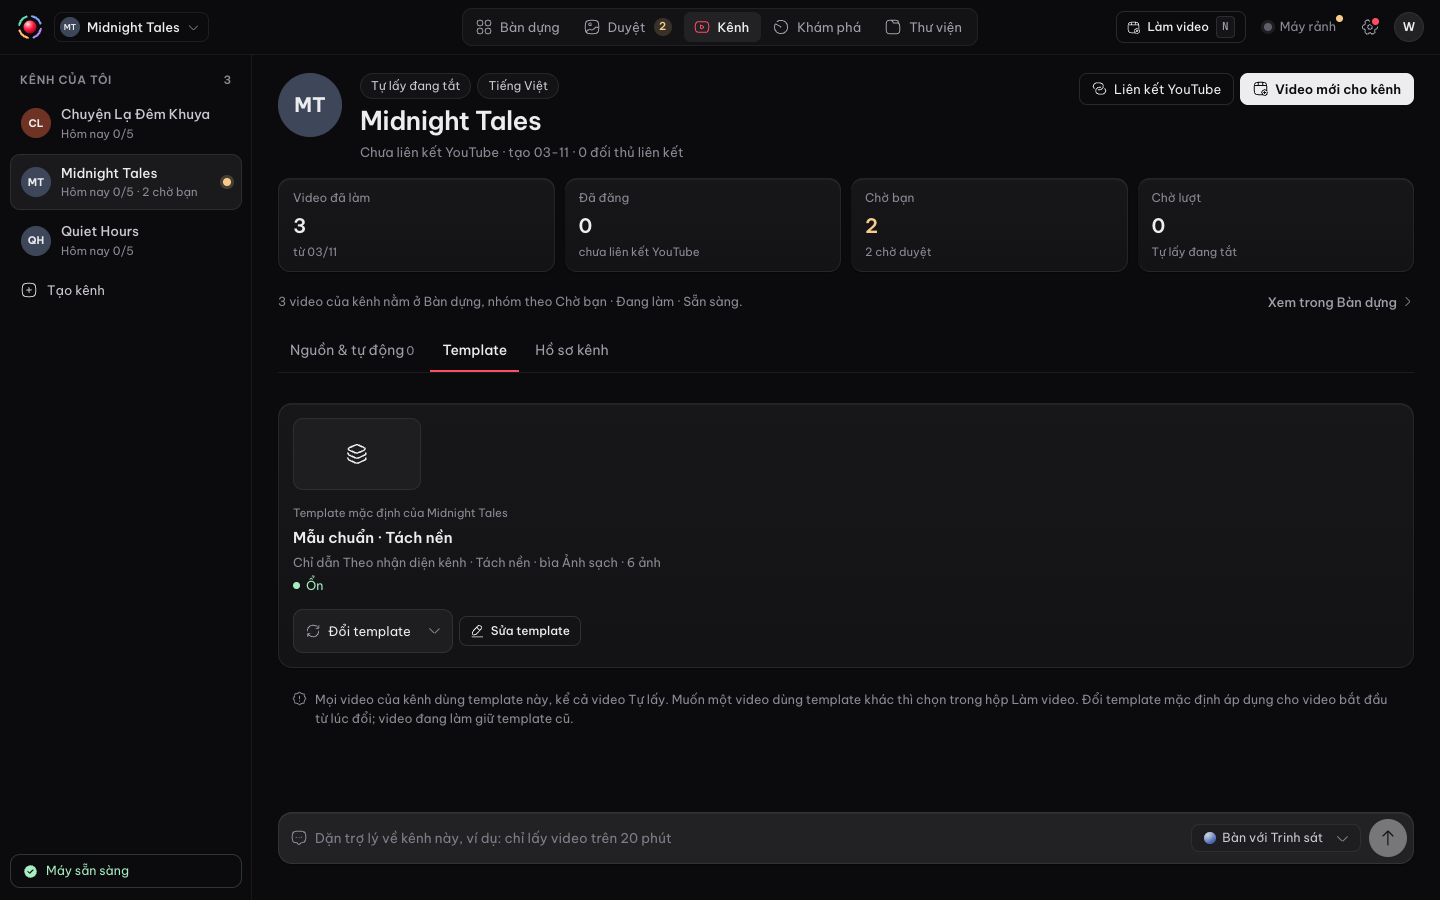 MT Midnight Tales
Bàn dựng
Duyệt 2
Kênh
Khám phá
Thư viện
Làm video N
Máy rảnh
W
KÊNH CỦA TÔI 3
CL
Chuyện Lạ Đêm Khuya
Hôm nay 0/5
MT
Midnight Tales
Hôm nay 0/5 · 2 chờ bạn
QH
Quiet Hours
Hôm nay 0/5
Tạo kênh
Máy sẵn sàng
MT
Tự lấy đang tắt
Tiếng Việt
Midnight Tales
Chưa liên kết YouTube · tạo 03-11 · 0 đối thủ liên kết
Liên kết YouTube
Video mới cho kênh
Video đã làm
3
từ 03/11
Đã đăng
0
chưa liên kết YouTube
Chờ bạn
2
2 chờ duyệt
Chờ lượt
0
Tự lấy đang tắt
3 video của kênh nằm ở Bàn dựng, nhóm theo Chờ bạn · Đang làm · Sẵn sàng.
Xem trong Bàn dựng
Nguồn & tự động 0
Template
Hồ sơ kênh
Template mặc định của Midnight Tales
Mẫu chuẩn · Tách nền
Chỉ dẫn Theo nhận diện kênh · Tách nền · bìa Ảnh sạch · 6 ảnh
Ổn
Đổi template
Sửa template
Mọi video của kênh dùng template này, kể cả video Tự lấy. Muốn một video dùng template khác thì chọn trong hộp Làm video. Đổi template mặc định áp dụng cho video bắt đầu
từ lúc đổi; video đang làm giữ template cũ.
Dặn trợ lý về kênh này, ví dụ: chỉ lấy video trên 20 phút
Bàn với Trinh sát